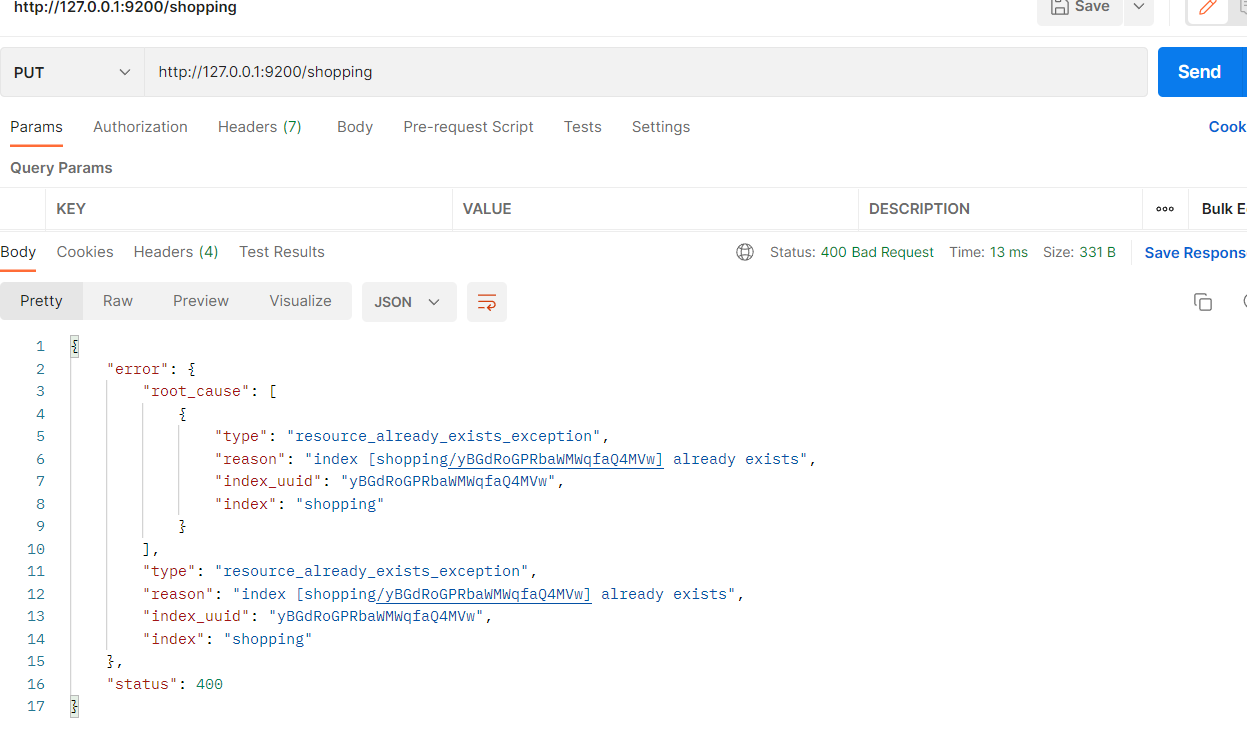 http://127.0.0.1:9200/shopping
Save
PUT http://127.0.0.1:9200/shopping Send
Params Authorization Headers (7) Body Pre-request Script Tests Settings Cook
Query Params
KEY VALUE DESCRIPTION ooo Bulk E
Body Cookies Headers (4) Test Results Status: 400 Bad Request Time: 13 ms Size: 331 B Save Respons
Pretty Raw Preview Visualize JSON
1 {
2 "error": {
3 "root_cause": [
4 {
5 "type": "resource_already_exists_exception",
6 "reason": "index [shopping/yBGdRoGPRbaWMWqfaQ4MVw] already exists",
7 "index_uuid": "yBGdRoGPRbaWMWqfaQ4MVw",
8 "index": "shopping"
9 }
10 ],
11 "type": "resource_already_exists_exception",
12 "reason": "index [shopping/yBGdRoGPRbaWMWqfaQ4MVw] already exists",
13 "index_uuid": "yBGdRoGPRbaWMWqfaQ4MVw",
14 "index": "shopping"
15 },
16 "status": 400
17 }